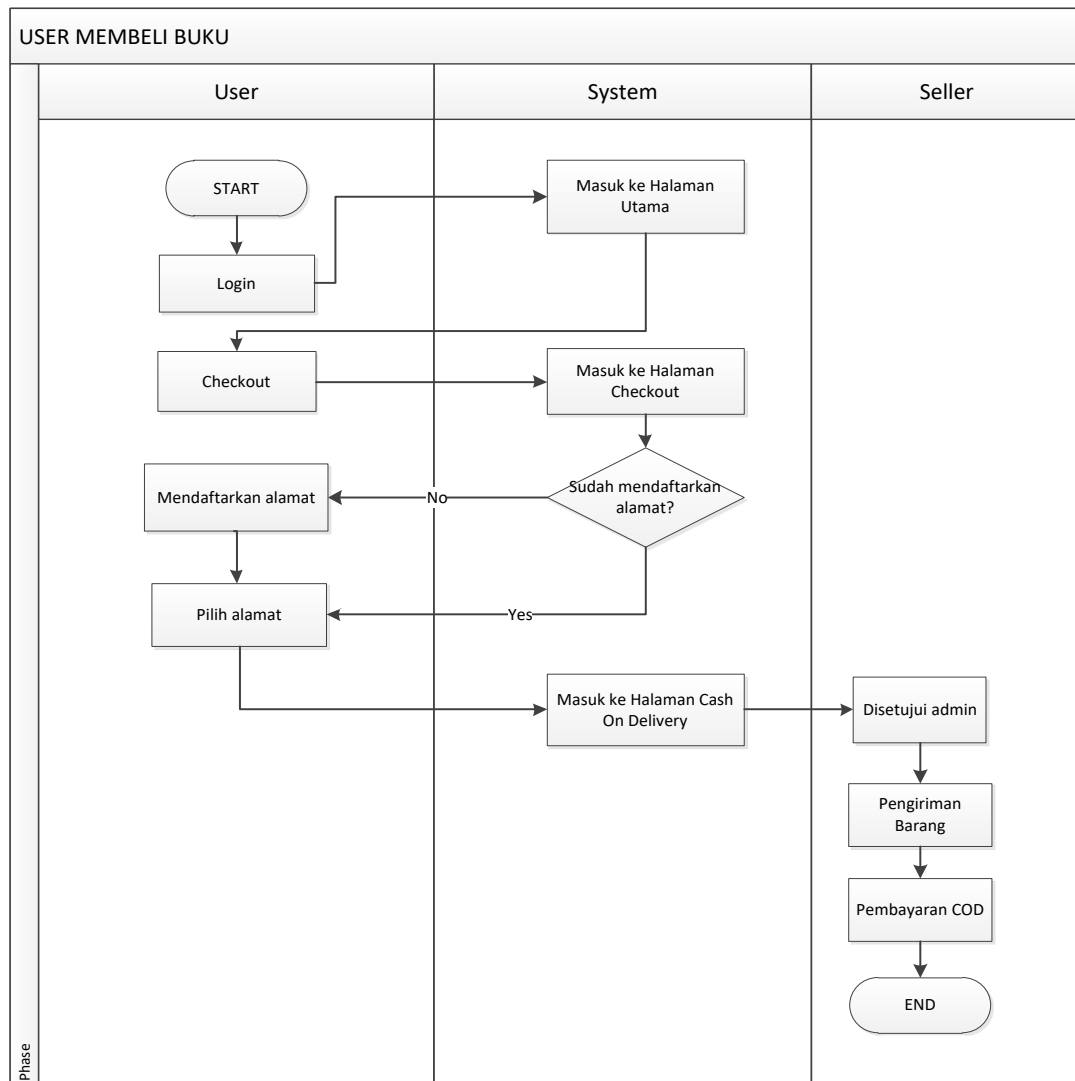 USER MEMBELI BUKU
User
System
Seller
START
Masuk ke Halaman
Utama
Login
Checkout
Masuk ke Halaman
Checkout
Mendaftarkan alamat
No
Sudah mendaftarkan
alamat?
Pilih alamat
Yes
Masuk ke Halaman Cash
On Delivery
Disetujui admin
Pengiriman
Barang
Pembayaran COD
END
Phase